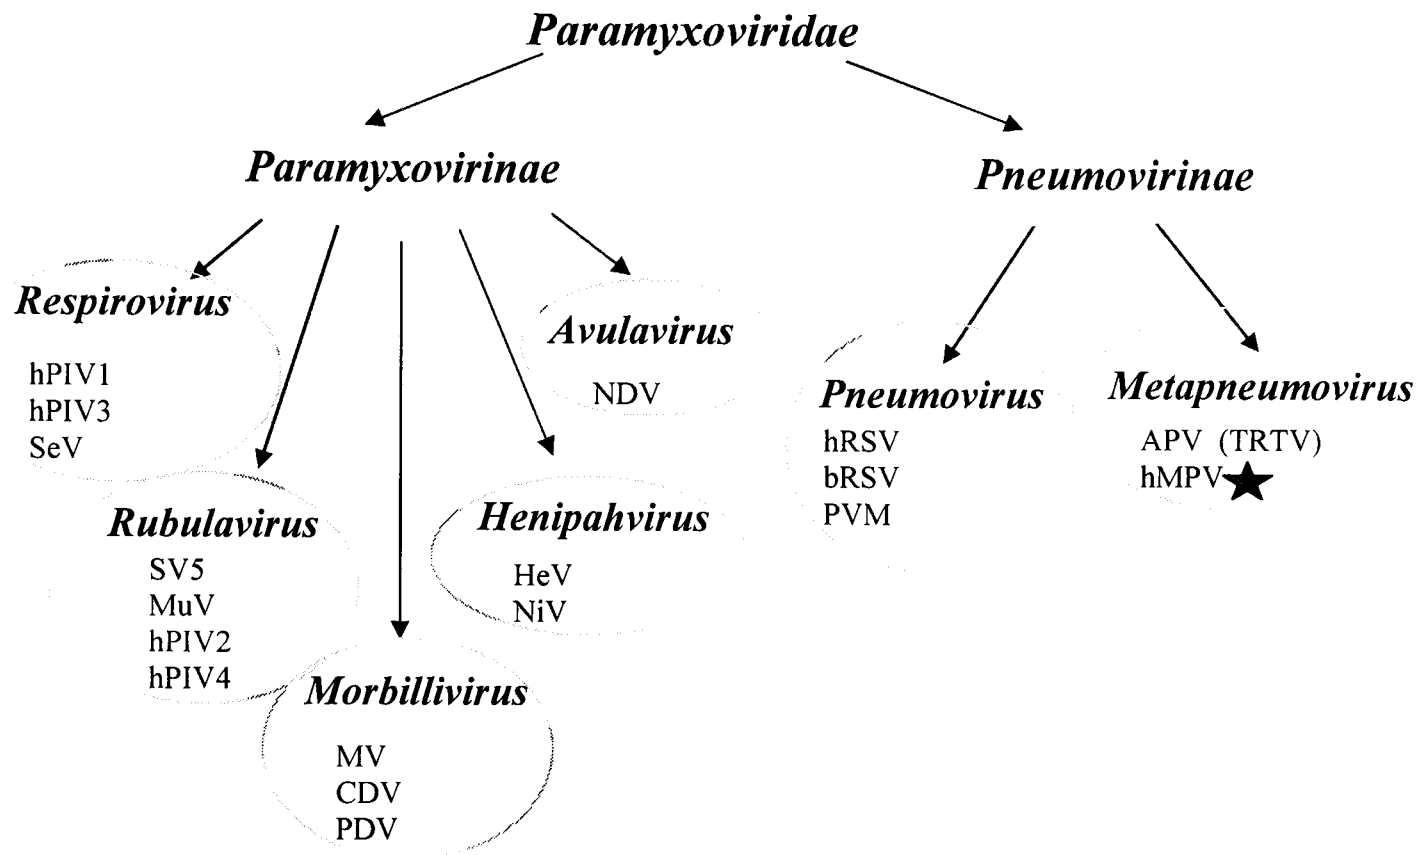 Paramyxoviridae
Paramyxovirinae
Pneumovirinae
Respirovirus
hPIV1
hPIV3
SeV
Rubulavirus
SV5
MuV
hPIV2
hPIV4
Morbillivirus
MV
CDV
PDV
Henipahvirus
HeV
NiV
Avulavirus
NDV
Pneumovirus
hRSV
bRSV
PVM
Metapneumovirus
APV (TRTV)
hMPV